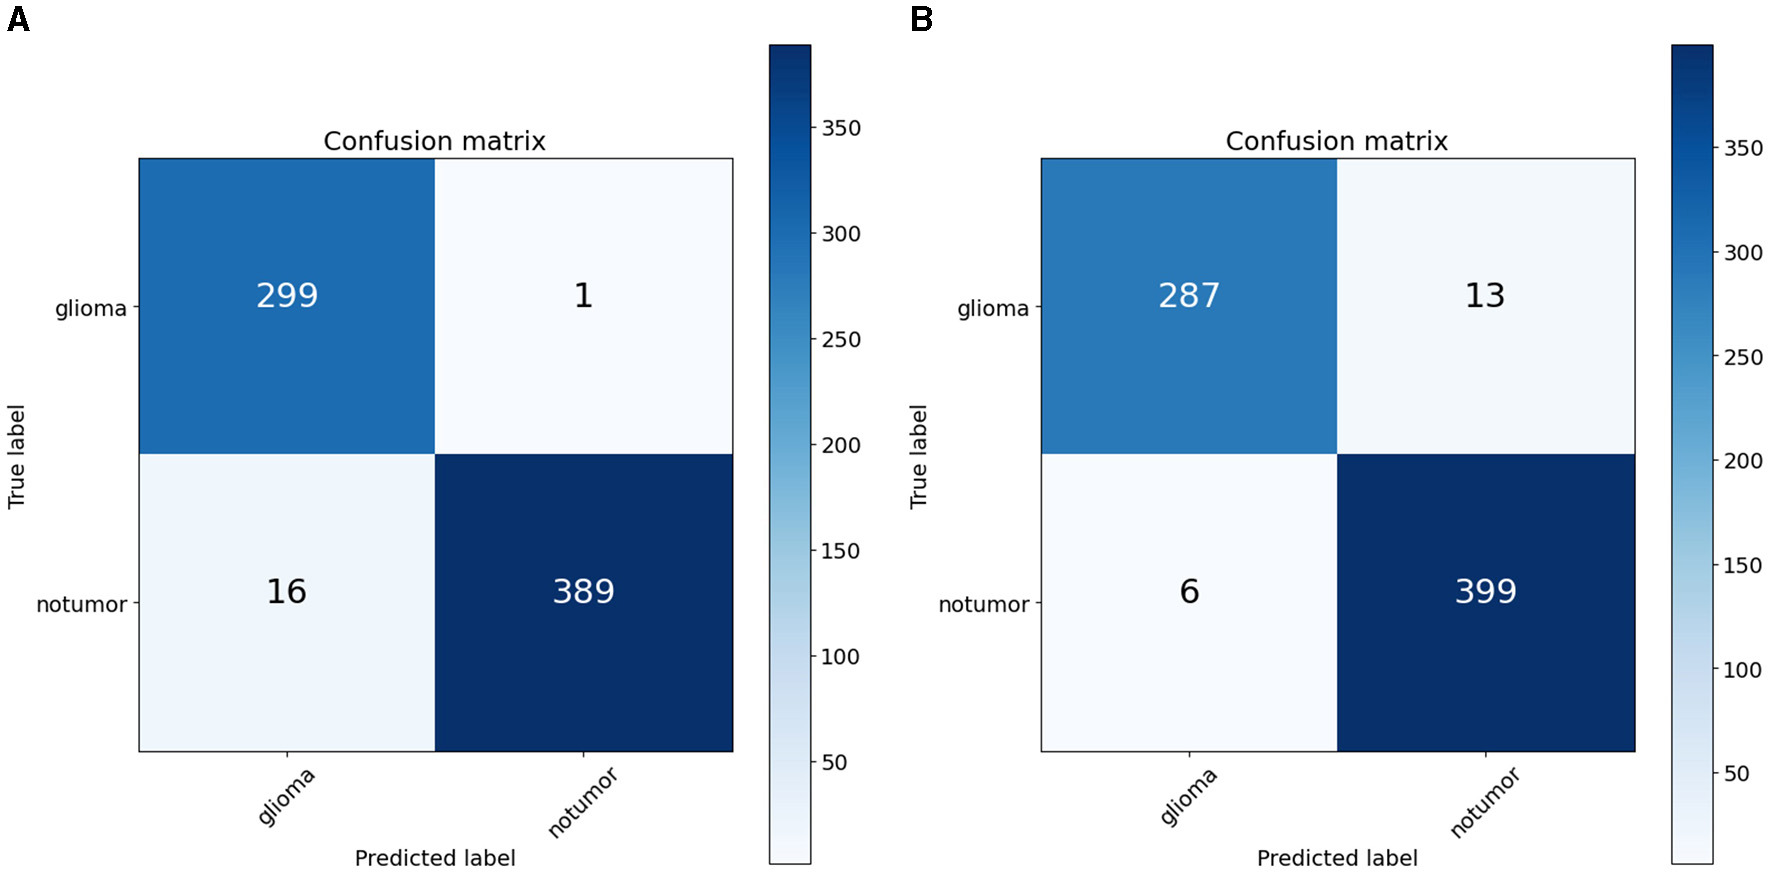 A
Confusion matrix
True label
glioma
notumor
299
1
16
389
glioma
notumor
Predicted label
350
300
250
200
150
100
50
B
Confusion matrix
True label
glioma
notumor
287
13
6
399
glioma
notumor
Predicted label
350
300
250
200
150
100
50